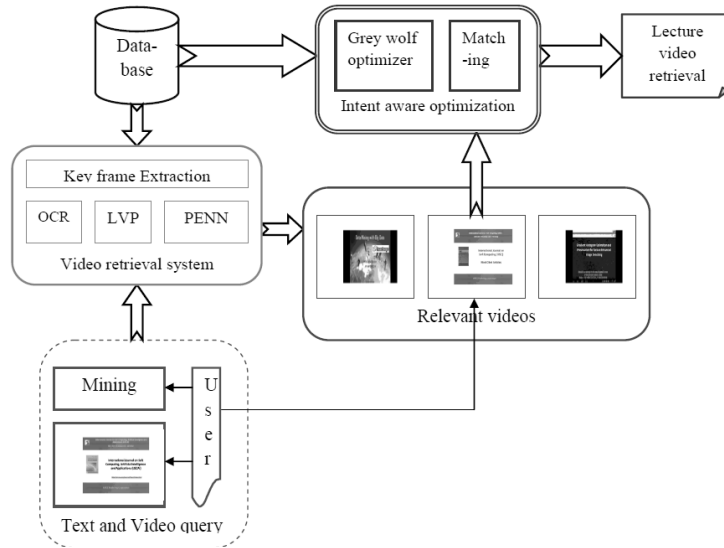 Data-
base
Grey wolf
optimizer
Match
-ing
Intent aware optimization
Lecture
video
retrieval
Key frame Extraction
OCR
LVP
PENN
Video retrieval system
Relevant videos
Mining
U
s
e
r
Text and Video query